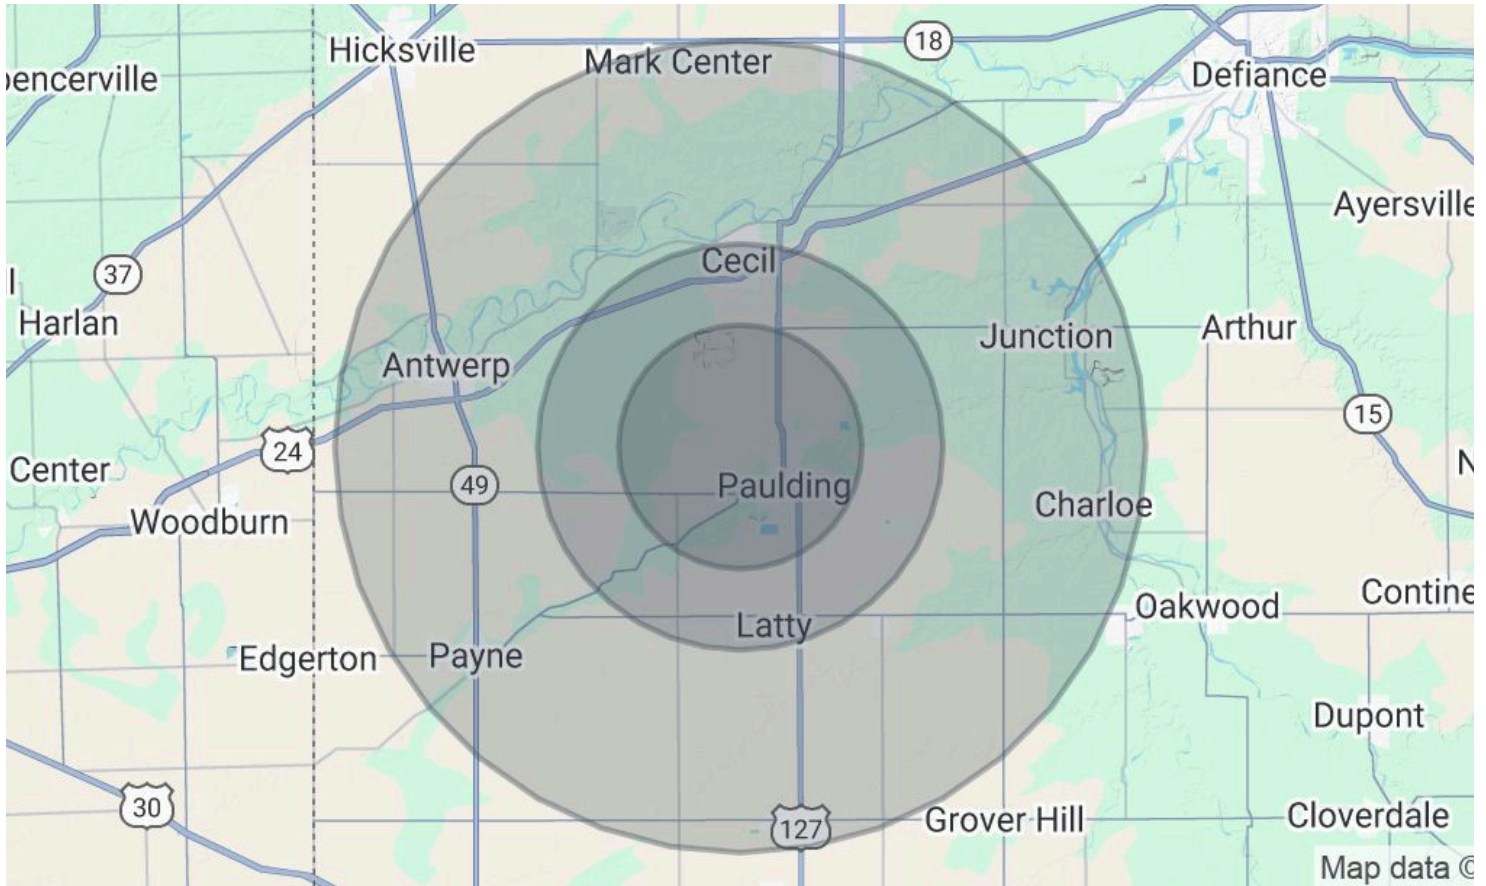 18
Hicksville
Mark Center
Defiance
pencerville
Ayersville
Cecil
37
l
Harlan
Junction
Arthur
Antwerp
15
24
Center
N
49
Paulding
Charloe
Woodburn
Contine
Oakwood
Latty
Edgerton
Payne
Dupont
30
127
Grover Hill
Cloverdale
Map data ©